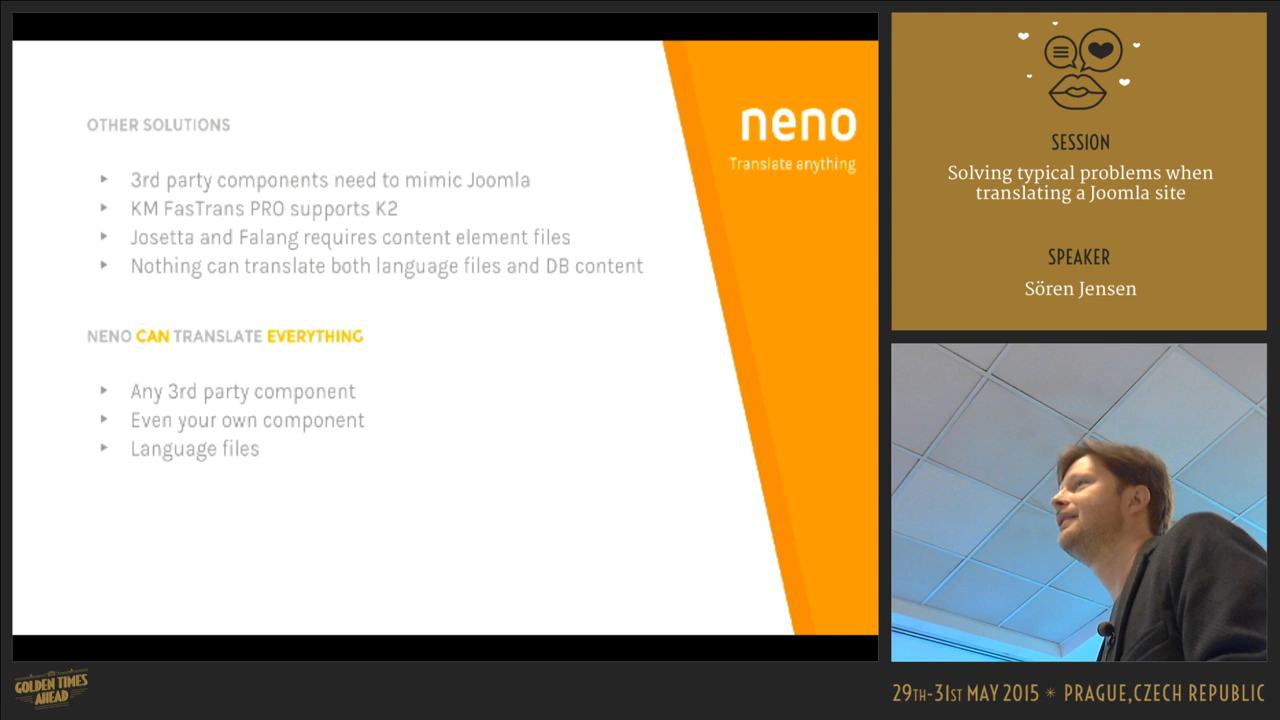 OTHER SOLUTIONS
3rd party components need to mimic Joomla
KM FasTrans PRO supports K2
Josetta and Falang requires content element files
Nothing can translate both language files and DB content
NENO CAN TRANSLATE EVERYTHING
Any 3rd party component
Even your own component
Language files
neno
Translate anything
SESSION
Solving typical problems when
translating a Joomla site
SPEAKER
Sören Jensen
GOLDEN TIMES
AHEAD
29TH-31ST MAY 2015 * PRAGUE,CZECH REPUBLIC